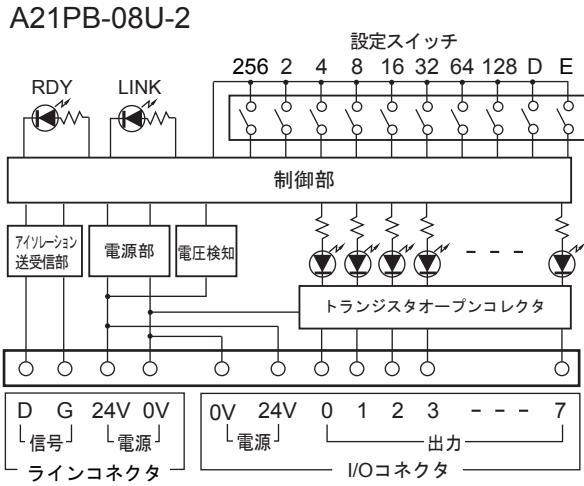 A21PB-08U-2
設定スイッチ
256 2 4 8 16 32 64 128 D E
RDY LINK
制御部
アイソレーション
送受信部
電源部
電圧検知
トランジスタオープンコレクタ
D G 24V 0V 0V 24V 0 1 2 3 - - - 7
信号 電源 電源 出力
ラインコネクタ I/Oコネクタ